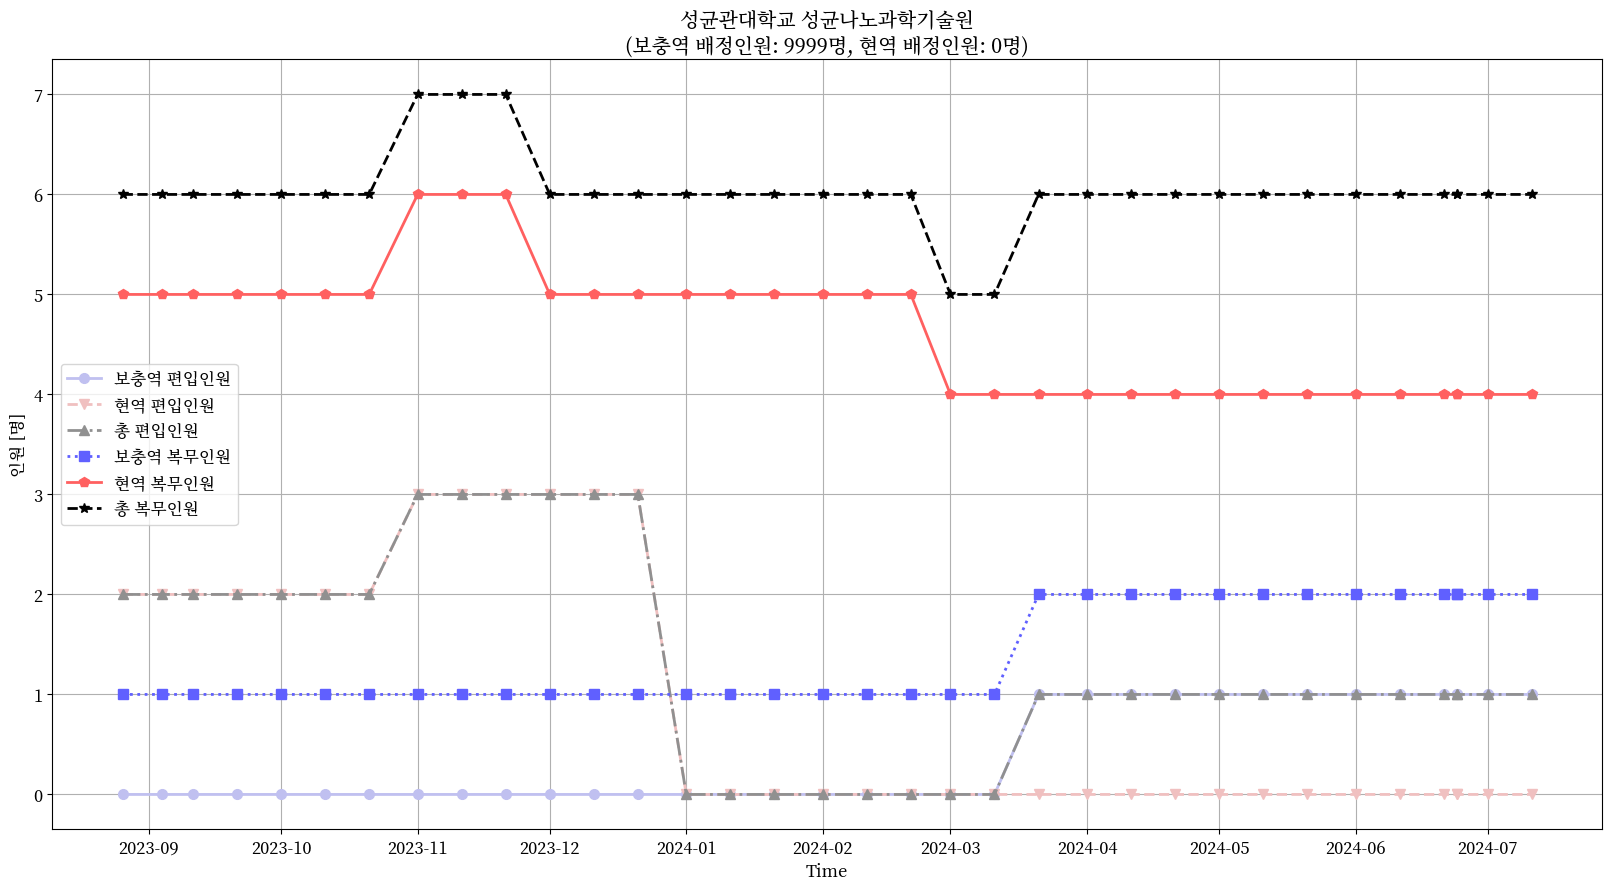 성균관대학교 성균나노과학기술원
(보충역 배정인원: 9999명, 현역 배정인원: 0명)
7
6
5
4
3
2
1
0
인원 [명]
보충역 편입인원
현역 편입인원
총 편입인원
보충역 복무인원
현역 복무인원
총 복무인원
2023-09
2023-10
2023-11
2023-12
2024-01
2024-02
2024-03
2024-04
2024-05
2024-06
2024-07
Time